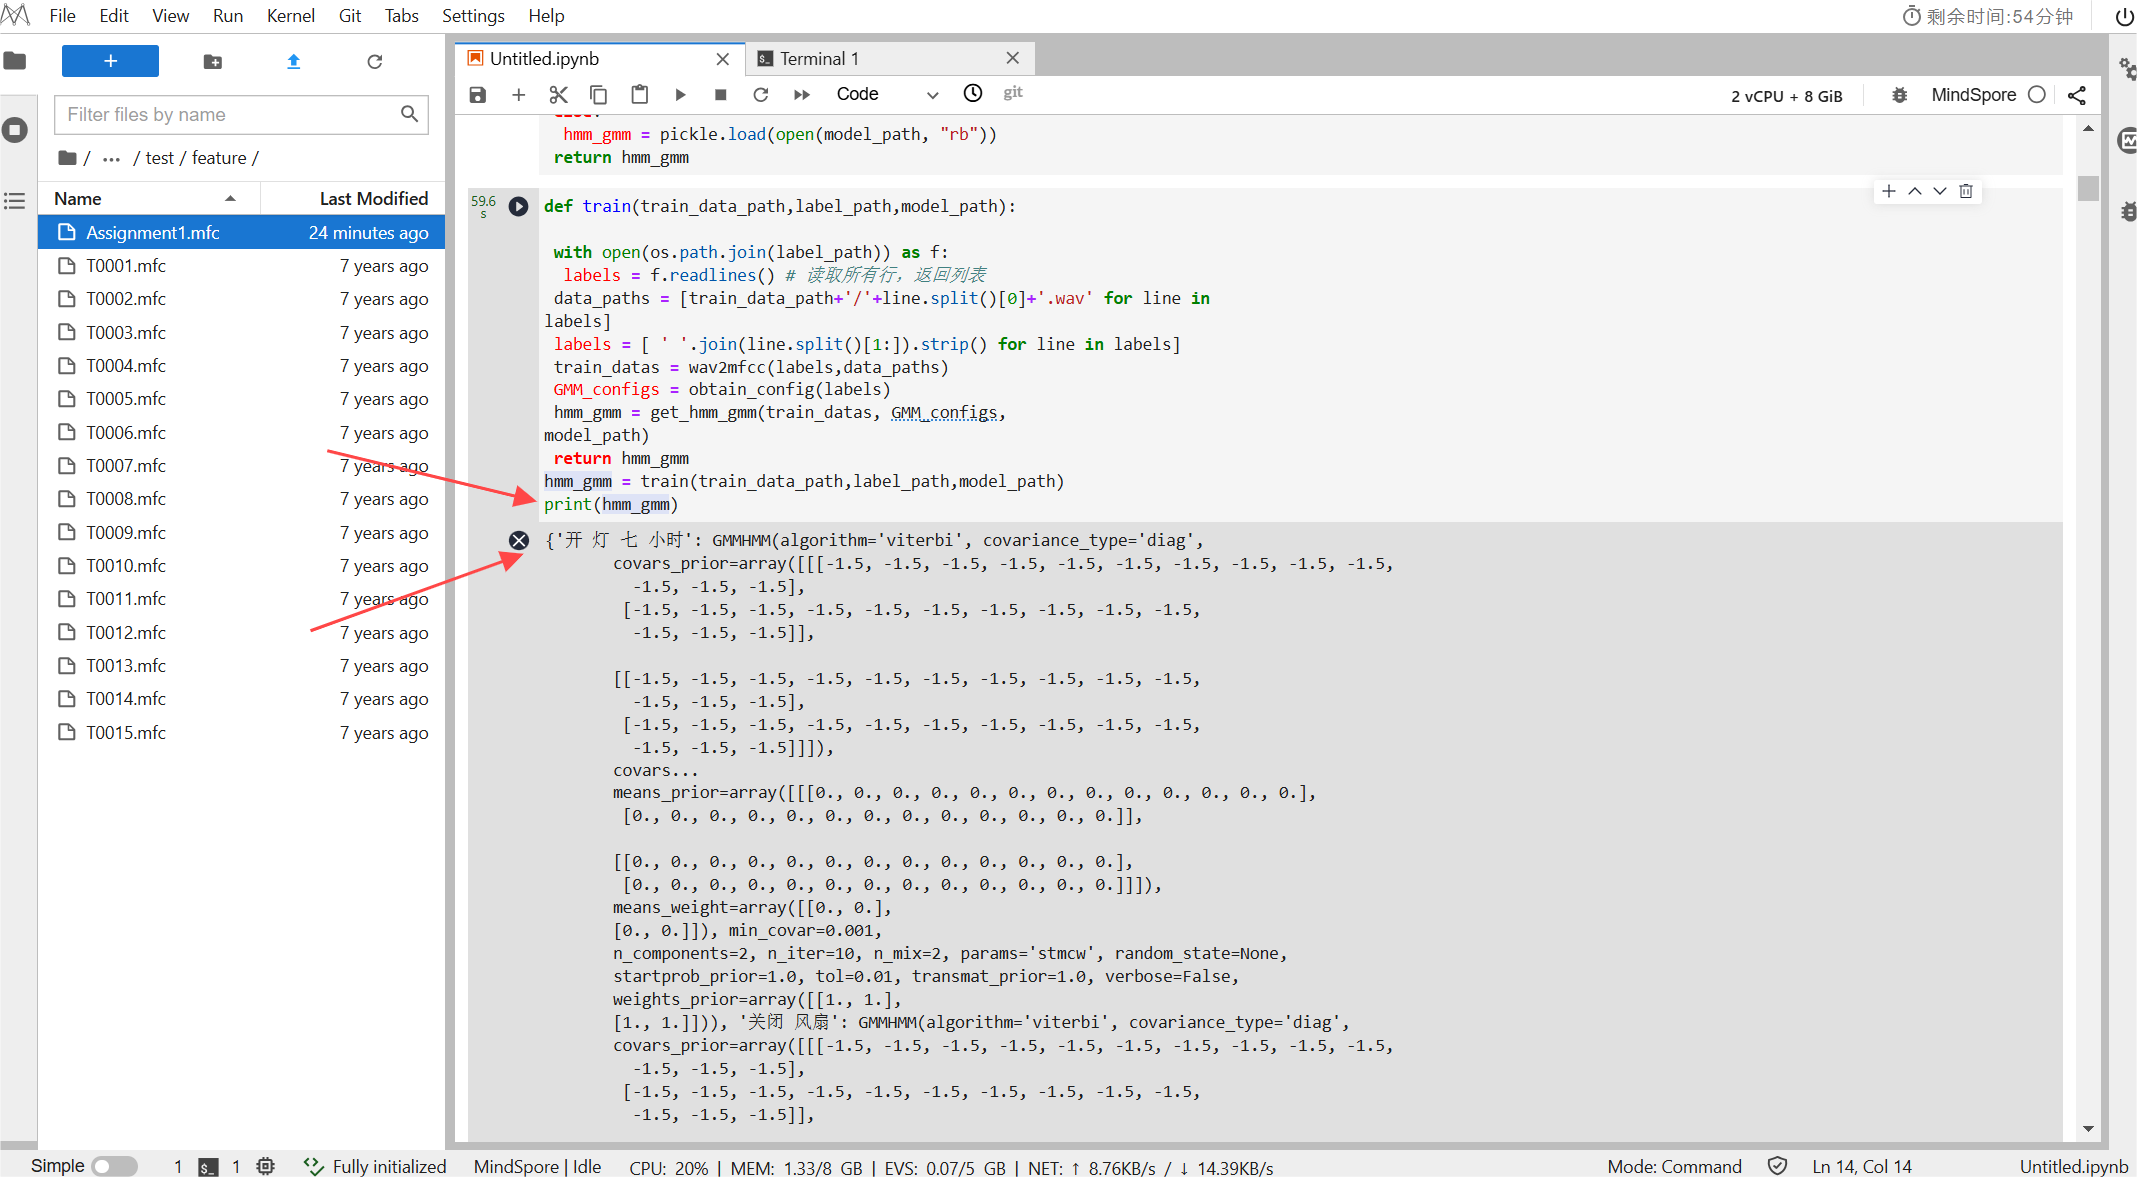 File Edit View Run Kernel Git Tabs Settings Help
剩余时间:54分钟
+
Filter files by name
/ ··· / test / feature /
Name Last Modified
Assignment1.mfc 24 minutes ago
T0001.mfc 7 years ago
T0002.mfc 7 years ago
T0003.mfc 7 years ago
T0004.mfc 7 years ago
T0005.mfc 7 years ago
T0006.mfc 7 years ago
T0007.mfc 7 years ago
T0008.mfc 7 years ago
T0009.mfc 7 years ago
T0010.mfc 7 years ago
T0011.mfc 7 years ago
T0012.mfc 7 years ago
T0013.mfc 7 years ago
T0014.mfc 7 years ago
T0015.mfc 7 years ago
Untitled.ipynb Terminal 1
Code git 2 vCPU + 8 GiB MindSpore
hmm_gmm = pickle.load(open(model_path, "rb"))
return hmm_gmm
59.6
s
def train(train_data_path,label_path,model_path):
with open(os.path.join(label_path)) as f:
labels = f.readlines() # 读取所有行，返回列表
data_paths = [train_data_path+'/'+line.split()[0]+'.wav' for line in
labels]
labels = [ ' '.join(line.split()[1:]).strip() for line in labels]
train_datas = wav2mfcc(labels,data_paths)
GMM_configs = obtain_config(labels)
hmm_gmm = get_hmm_gmm(train_datas, GMM_configs,
model_path)
return hmm_gmm
hmm_gmm = train(train_data_path,label_path,model_path)
print(hmm_gmm)
{'开 灯 七 小时': GMMHMM(algorithm='viterbi', covariance_type='diag',
covars_prior=array([[[-1.5, -1.5, -1.5, -1.5, -1.5, -1.5, -1.5, -1.5, -1.5, -1.5,
-1.5, -1.5, -1.5],
[-1.5, -1.5, -1.5, -1.5, -1.5, -1.5, -1.5, -1.5, -1.5, -1.5,
-1.5, -1.5, -1.5]],
[[-1.5, -1.5, -1.5, -1.5, -1.5, -1.5, -1.5, -1.5, -1.5, -1.5,
-1.5, -1.5, -1.5],
[-1.5, -1.5, -1.5, -1.5, -1.5, -1.5, -1.5, -1.5, -1.5, -1.5,
-1.5, -1.5, -1.5]]]),
covars...
means_prior=array([[[0., 0., 0., 0., 0., 0., 0., 0., 0., 0., 0., 0., 0.],
[0., 0., 0., 0., 0., 0., 0., 0., 0., 0., 0., 0., 0.]],
[[0., 0., 0., 0., 0., 0., 0., 0., 0., 0., 0., 0., 0.],
[0., 0., 0., 0., 0., 0., 0., 0., 0., 0., 0., 0., 0.]]]),
means_weight=array([[0., 0.],
[0., 0.]]), min_covar=0.001,
n_components=2, n_iter=10, n_mix=2, params='stmcw', random_state=None,
startprob_prior=1.0, tol=0.01, transmat_prior=1.0, verbose=False,
weights_prior=array([[1., 1.],
[1., 1.]])), '关闭 风扇': GMMHMM(algorithm='viterbi', covariance_type='diag',
covars_prior=array([[[-1.5, -1.5, -1.5, -1.5, -1.5, -1.5, -1.5, -1.5, -1.5, -1.5,
-1.5, -1.5, -1.5],
[-1.5, -1.5, -1.5, -1.5, -1.5, -1.5, -1.5, -1.5, -1.5, -1.5,
-1.5, -1.5, -1.5]],
Simple 1 1 Fully initialized MindSpore | Idle CPU: 20% | MEM: 1.33/8 GB | EVS: 0.07/5 GB | NET: ↑ 8.76KB/s / ↓ 14.39KB/s Mode: Command Ln 14, Col 14 Untitled.ipynb